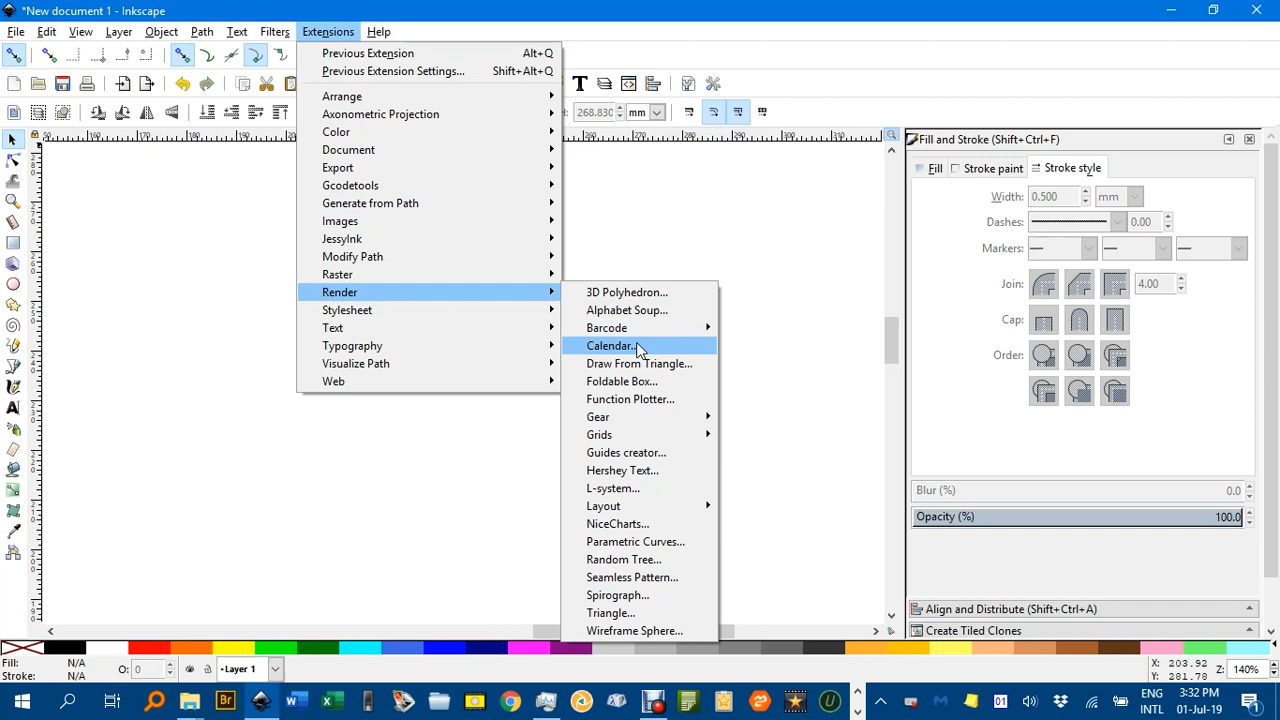 *New document 1 - Inkscape
File Edit View Layer Object Path Text Filters Extensions Help
Previous Extension Alt+Q
Previous Extension Settings... Shift+Alt+Q
Arrange
Axonometric Projection
Color
Document
Export
Gcodetools
Generate from Path
Images
JessyInk
Modify Path
Raster
Render
Stylesheet
Text
Typography
Visualize Path
Web
3D Polyhedron...
Alphabet Soup...
Barcode
Calendar...
Draw From Triangle...
Foldable Box...
Function Plotter...
Gear
Grids
Guides creator...
Hershey Text...
L-system...
Layout
NiceCharts...
Parametric Curves...
Random Tree...
Seamless Pattern...
Spirograph...
Triangle...
Wireframe Sphere...
H: 268.830 mm
Fill and Stroke (Shift+Ctrl+F)
Fill Stroke paint Stroke style
Width: 0.500 mm
Dashes: 0.00
Markers:
Join: 4.00
Cap:
Order:
Blur (%) 0.0
Opacity (%) 100.0
Align and Distribute (Shift+Ctrl+A)
Create Tiled Clones
Fill: N/A
Stroke: N/A
O: 0
Layer 1
X: 203.92
Y: 281.78
Z: 140%
ENG
INTL
3:32 PM
01-Jul-19